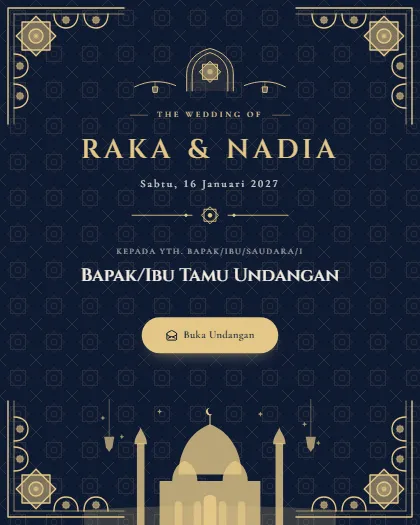 THE WEDDING OF
RAKA & NADIA
Sabtu, 16 Januari 2027
KEPADA YTH. BAPAK/IBU/SAUDARA/I
BAPAK/IBU TAMU UNDANGAN
Buka Undangan